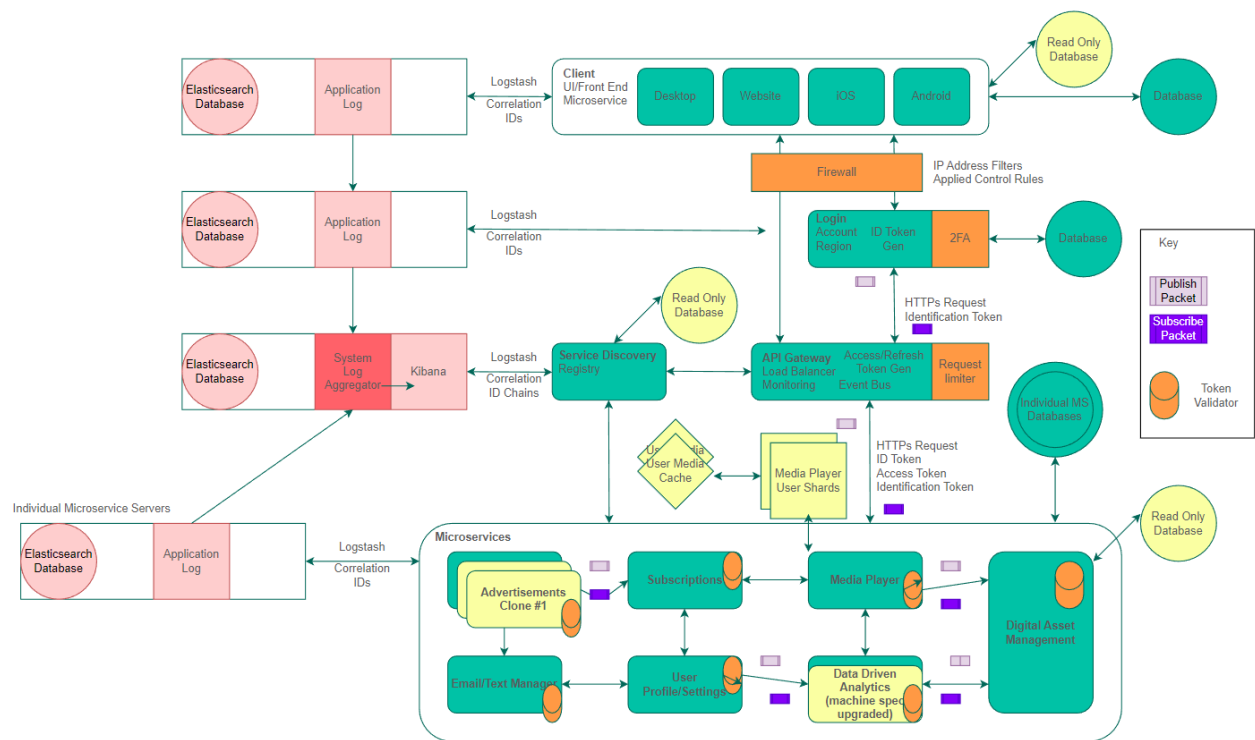 Read Only
Database
Elasticsearch
Database
Application
Log
Logstash
Correlation
IDs
Client
UI/Front End
Microservice
Desktop
Website
iOS
Android
Database
Firewall
IP Address Filters
Applied Control Rules
Elasticsearch
Database
Application
Log
Logstash
Correlation
IDs
Login
Account
Region
ID Token
Gen
2FA
Database
Key
Publish
Packet
Subscribe
Packet
Token
Validator
Read Only
Database
HTTPs Request
Identification Token
Elasticsearch
Database
System
Log
Aggregator
Kibana
Logstash
Correlation
ID Chains
Service Discovery
Registry
API Gateway
Load Balancer
Monitoring
Access/Refresh
Token Gen
Event Bus
Request
limiter
Individual MS
Databases
User Media
Cache
Media Player
User Shards
HTTPs Request
ID Token
Access Token
Identification Token
Read Only
Database
Individual Microservice Servers
Elasticsearch
Database
Application
Log
Logstash
Correlation
IDs
Microservices
Advertisements
Clone #1
Subscriptions
Media Player
Digital Asset
Management
Email/Text Manager
User
Profile/Settings
Data Driven
Analytics
(machine spec
upgraded)